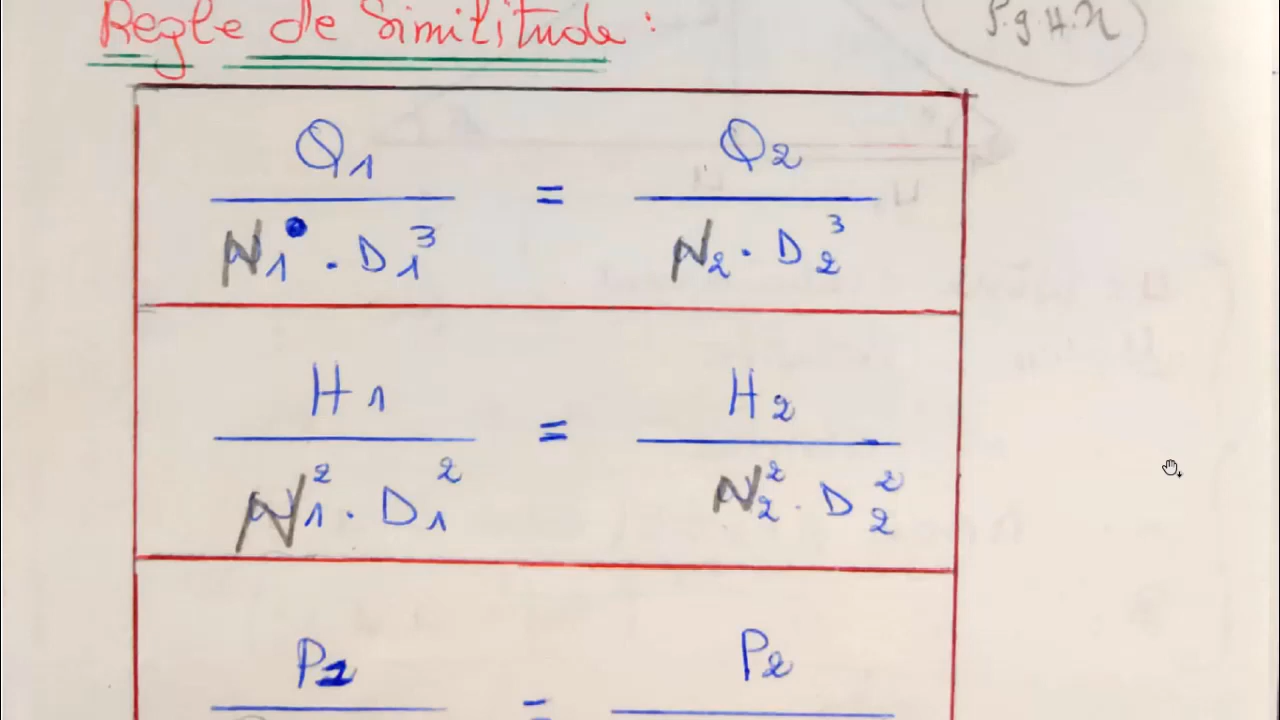 Regle de Similitude :
Q1 / (N1 . D1^3) = Q2 / (N2 . D2^3)
H1 / (N1^2 . D1^2) = H2 / (N2^2 . D2^2)
P1 = P2